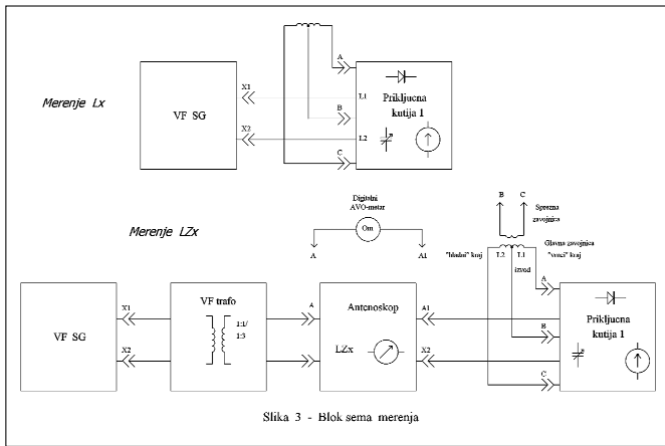 Merenje Lx
VF SG
X1
X2
A
L1
B
L2
C
Prikljucna
kutija 1
Merenje LZx
Digitalni
AVO-metar
Om
A
A1
B
C
Sprezna
zavojnica
Glavna zavojnica
"hladni" kraj
L2
L1
"vruci" kraj
izvod
VF SG
X1
X2
VF trafo
1:1/
1:3
A
Antenoskop
LZx
A1
X2
A
B
C
Prikljucna
kutija 1
Slika 3 - Blok sema merenja